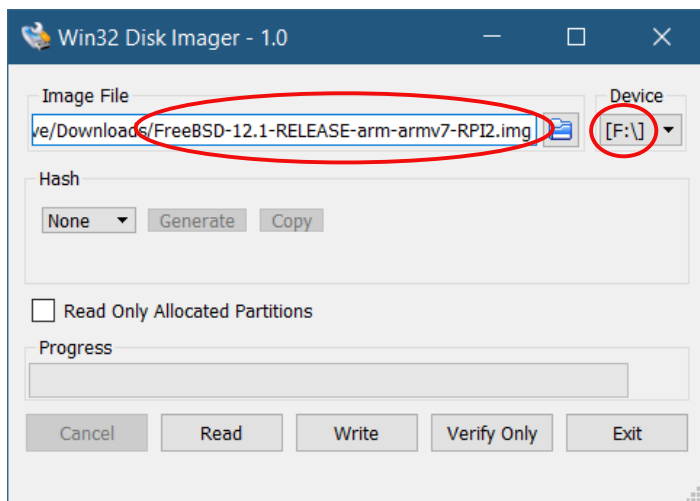 Win32 Disk Imager - 1.0
Image File
Device
ve/Downloads/FreeBSD-12.1-RELEASE-arm-armv7-RPI2.img
[F:\]
Hash
None
Generate
Copy
Read Only Allocated Partitions
Progress
Cancel
Read
Write
Verify Only
Exit